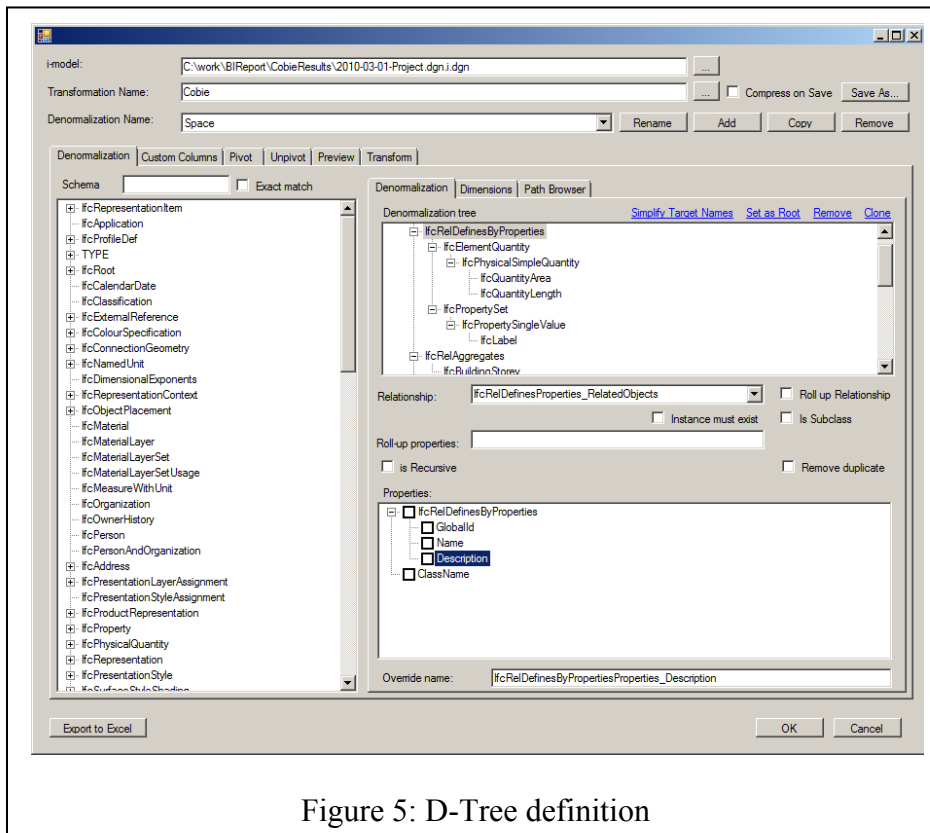 i-model:
C:\work\BIReport\CobieResults\2010-03-01-Project.dgn.i.dgn
...
Transformation Name:
Cobie
...
Compress on Save
Save As...
Denormalization Name:
Space
Rename
Add
Copy
Remove
Denormalization
Custom Columns
Pivot
Unpivot
Preview
Transform
Schema
Exact match
IfcRepresentationItem
IfcApplication
IfcProfileDef
TYPE
IfcRoot
IfcCalendarDate
IfcClassification
IfcExternalReference
IfcColourSpecification
IfcConnectionGeometry
IfcNamedUnit
IfcDimensionalExponents
IfcRepresentationContext
IfcObjectPlacement
IfcMaterial
IfcMaterialLayer
IfcMaterialLayerSet
IfcMaterialLayerSetUsage
IfcMeasureWithUnit
IfcOrganization
IfcOwnerHistory
IfcPerson
IfcPersonAndOrganization
IfcAddress
IfcPresentationLayerAssignment
IfcPresentationStyleAssignment
IfcProductRepresentation
IfcProperty
IfcPhysicalQuantity
IfcRepresentation
IfcPresentationStyle
IfcSurfaceStyleShading
Denormalization
Dimensions
Path Browser
Denormalization tree
Simplify Target Names
Set as Root
Remove
Clone
IfcRelDefinesByProperties
IfcElementQuantity
IfcPhysicalSimpleQuantity
IfcQuantityArea
IfcQuantityLength
IfcPropertySet
IfcPropertySingleValue
IfcLabel
IfcRelAggregates
IfcBuildingStorey
Relationship:
IfcRelDefinesProperties_RelatedObjects
Roll up Relationship
Instance must exist
Is Subclass
Roll-up properties:
is Recursive
Remove duplicate
Properties:
IfcRelDefinesByProperties
GlobalId
Name
Description
ClassName
Override name:
IfcRelDefinesByPropertiesProperties_Description
Export to Excel
OK
Cancel
Figure 5: D-Tree definition